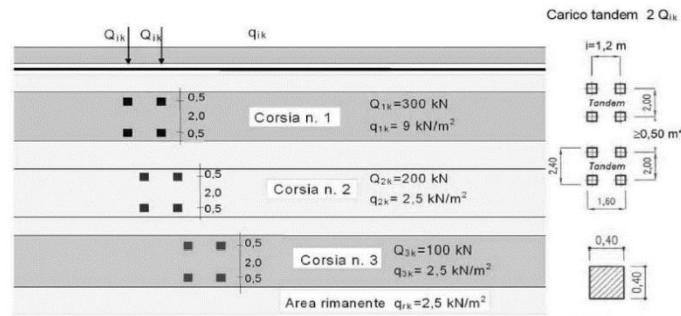 Carico tandem 2 Qik
Qik Qik qik
i=1,2 m
0,5
2,0
0,5
Corsia n. 1
Q1k=300 kN
q1k= 9 kN/m²
Tandem
2,00
≥0,50 m*
0,5
2,0
0,5
Corsia n. 2
Q2k=200 kN
q2k= 2,5 kN/m²
2,40
Tandem
2,00
1,60
0,5
2,0
0,5
Corsia n. 3
Q3k=100 kN
q3k= 2,5 kN/m²
0,40
0,40
Area rimanente qrk=2,5 kN/m²